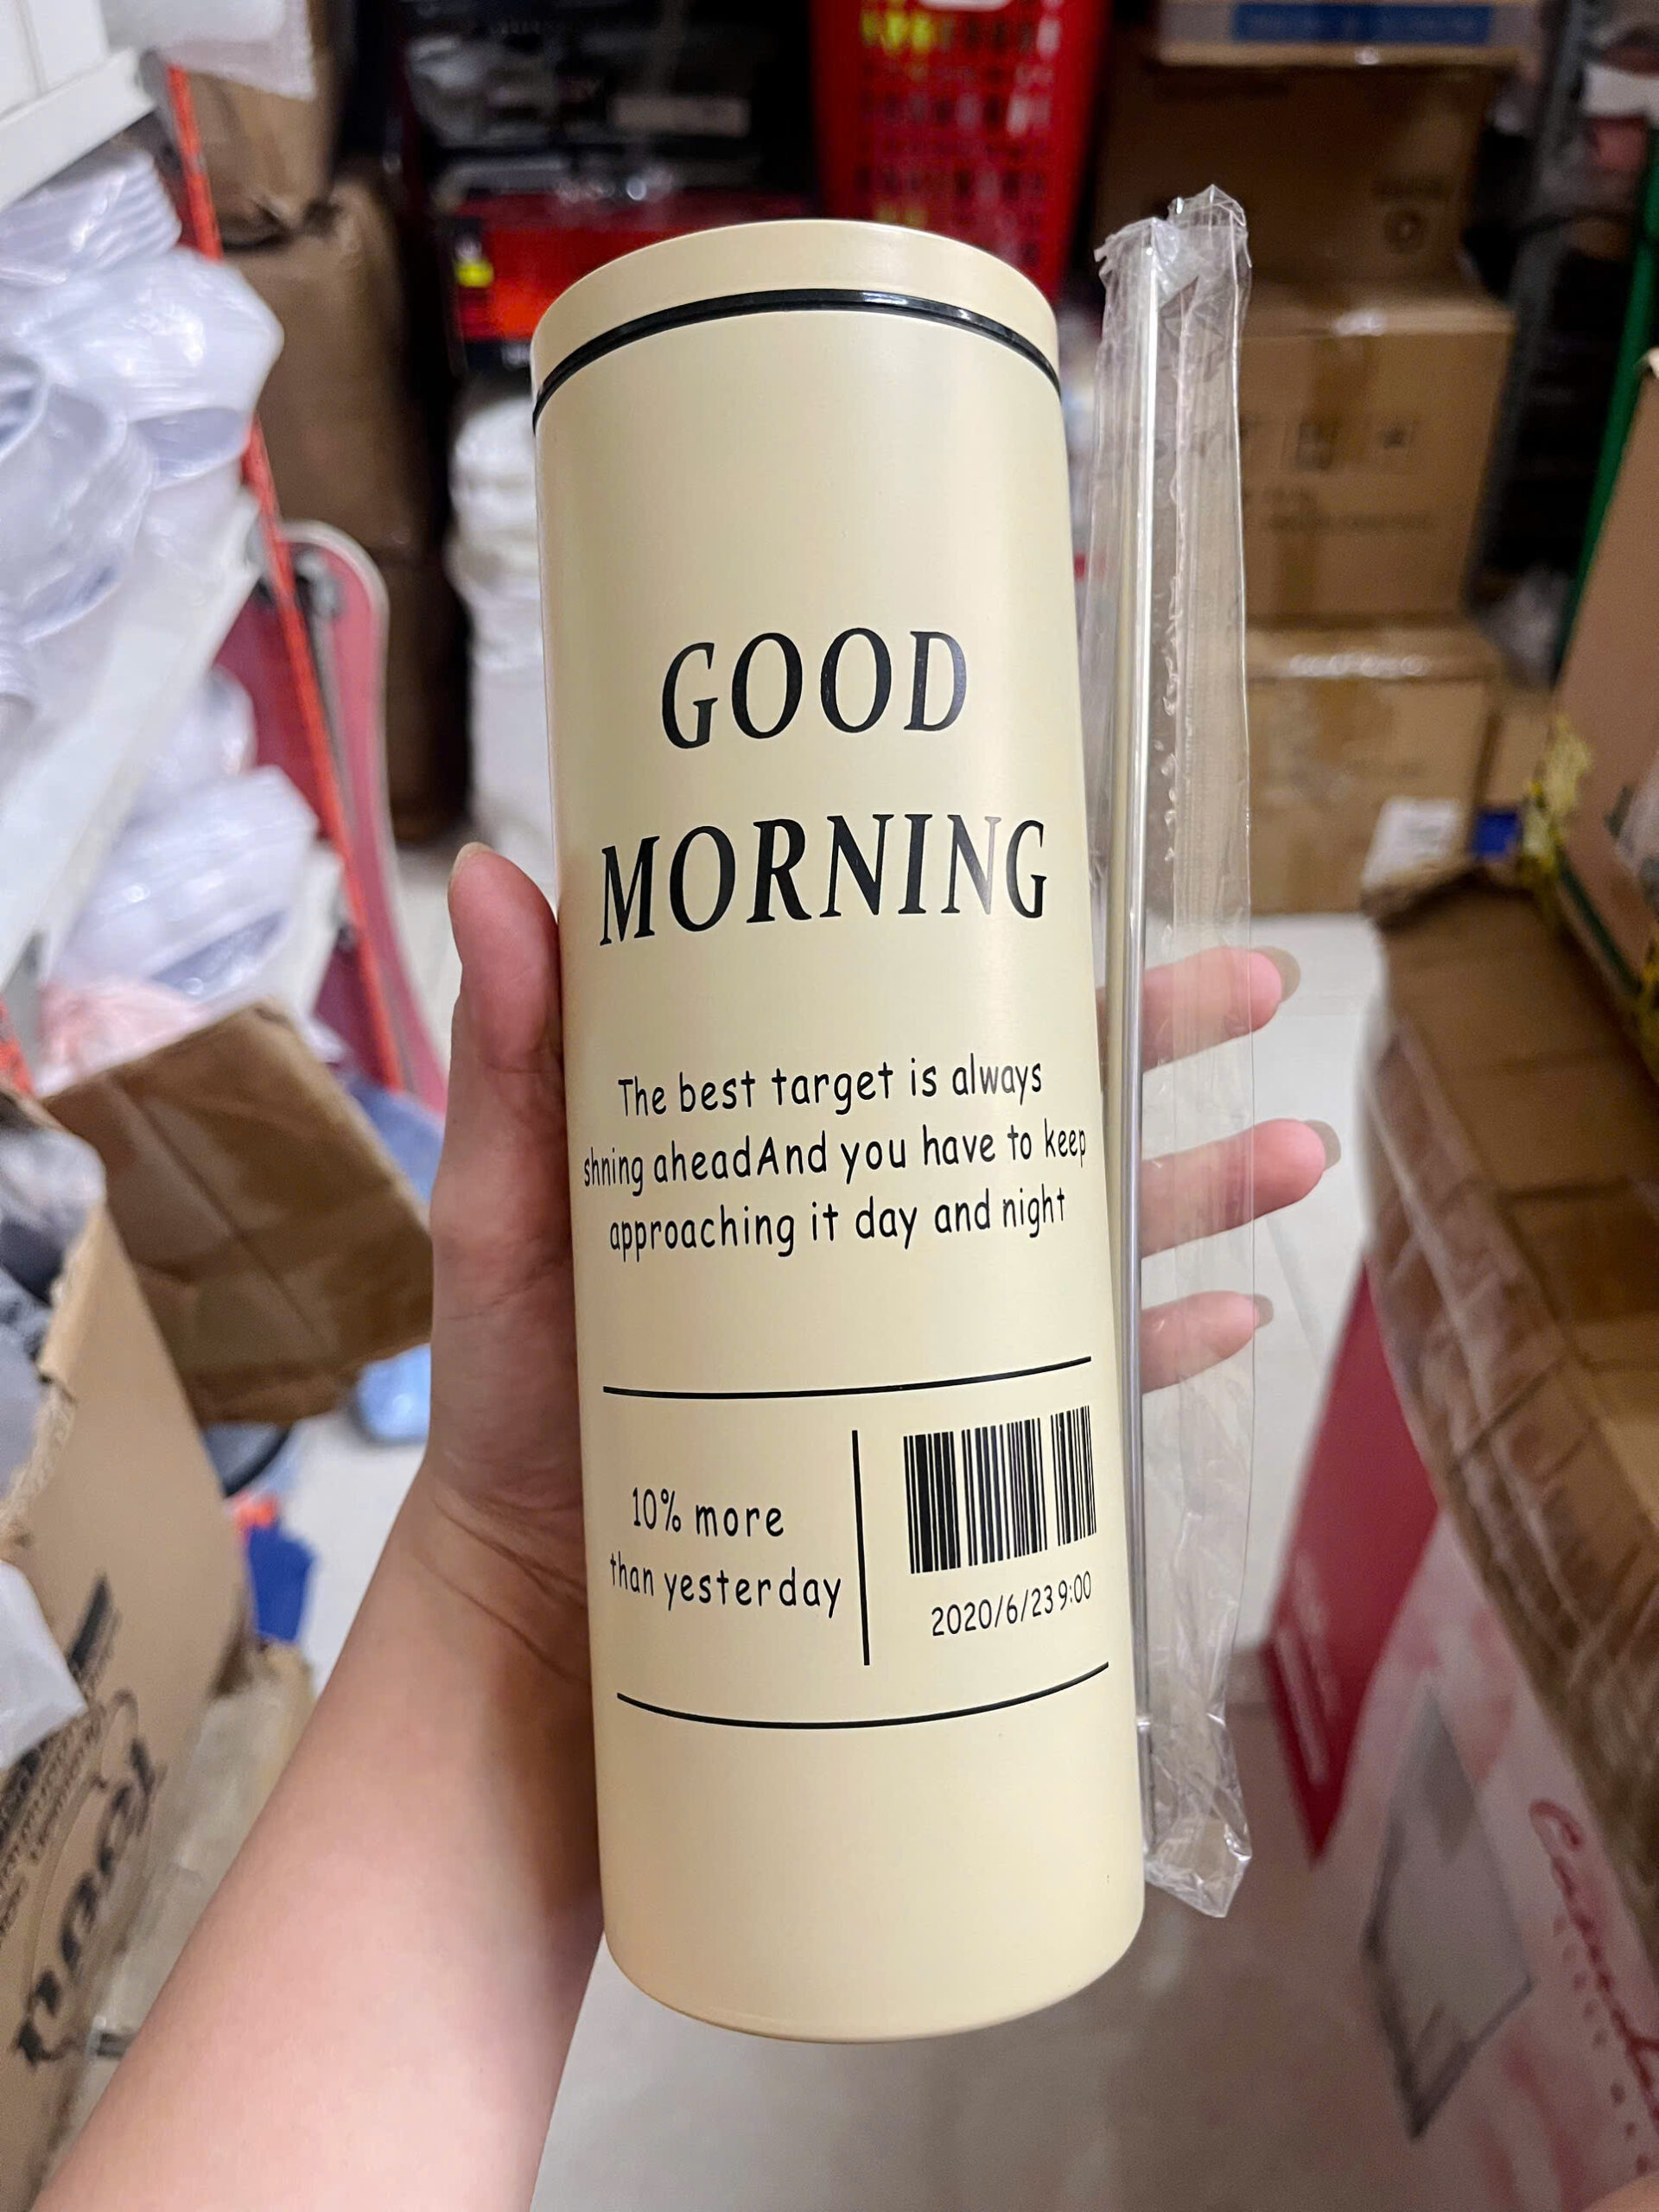 GOOD
MORNING
The best target is always
shning aheadAnd you have to keep
approaching it day and night
10% more
than yesterday
2020/6/23 9:00